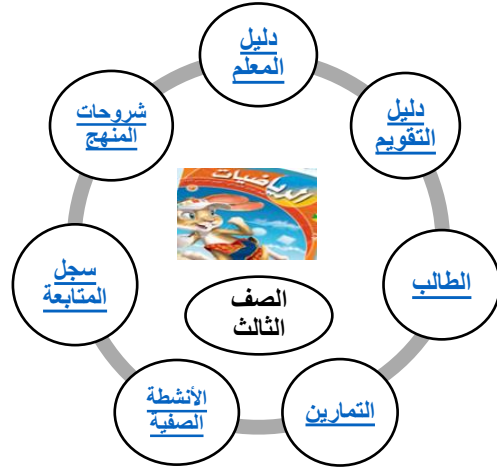 دليل
المعلم
دليل
التقويم
الطالب
التمارين
الأنشطة
الصفية
سجل
المتابعة
شروحات
المنهج
الرياضيات
الصف
الثالث